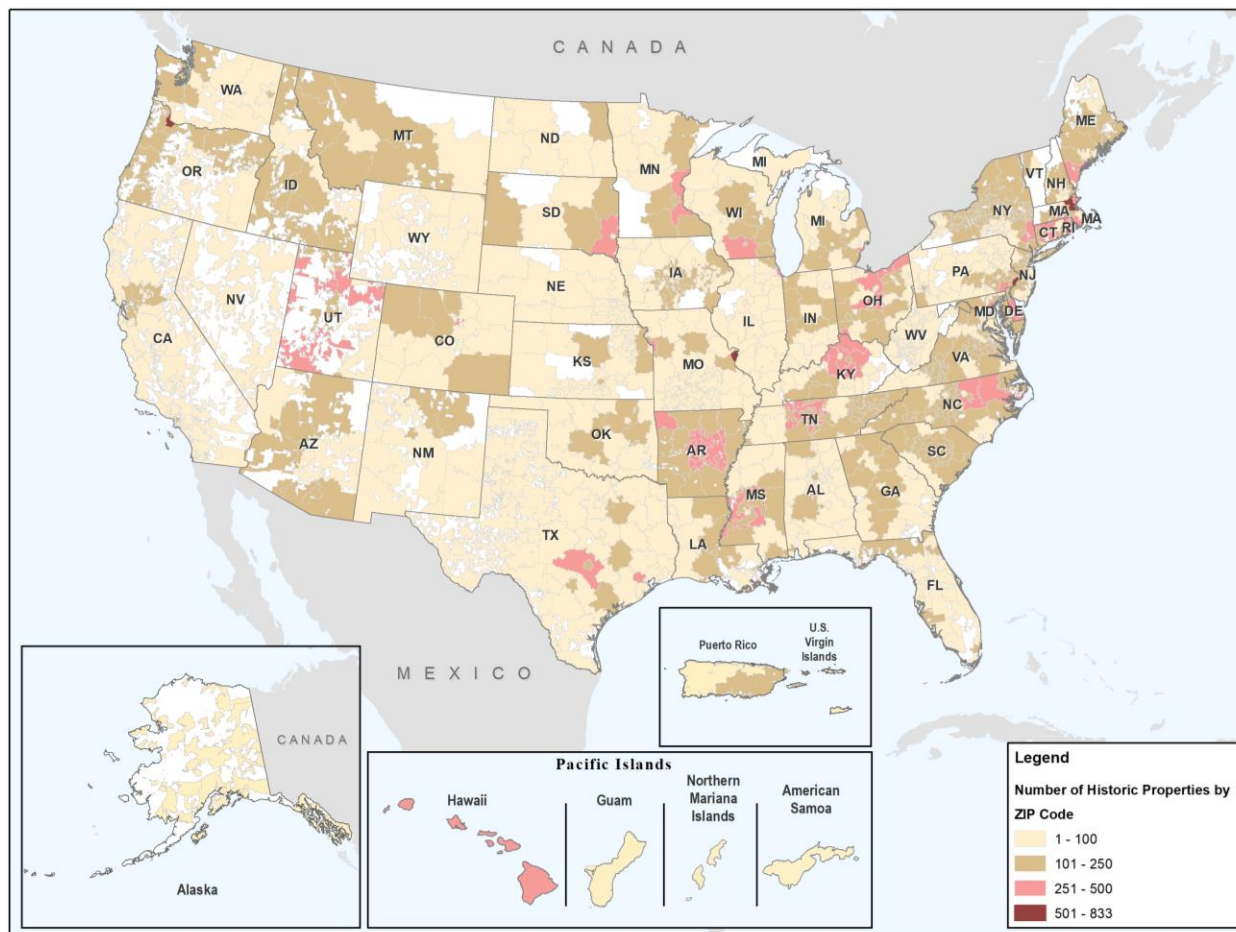 CANADA
WA
MT
ND
MN
MI
ME
VT
NH
OR
ID
SD
WI
MI
NY
MA
MA
CT
RI
WY
IA
PA
NJ
NE
NV
UT
CO
IL
IN
OH
MD
DE
WV
CA
KS
MO
KY
VA
NC
TN
AZ
NM
OK
AR
SC
MS
AL
GA
TX
LA
FL
MEXICO
CANADA
Alaska
Puerto Rico
U.S.
Virgin
Islands
Pacific Islands
Hawaii
Guam
Northern
Mariana
Islands
American
Samoa
Legend
Number of Historic Properties by
ZIP Code
1 - 100
101 - 250
251 - 500
501 - 833